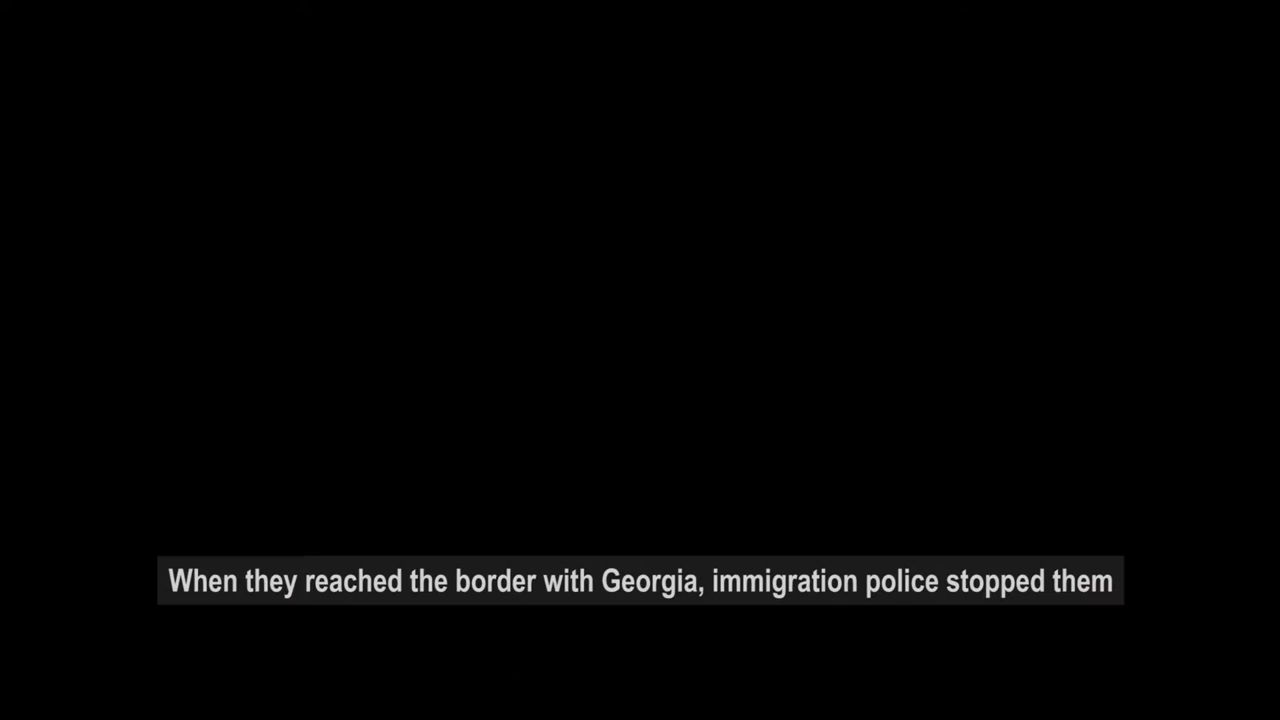 When they reached the border with Georgia, immigration police stopped them